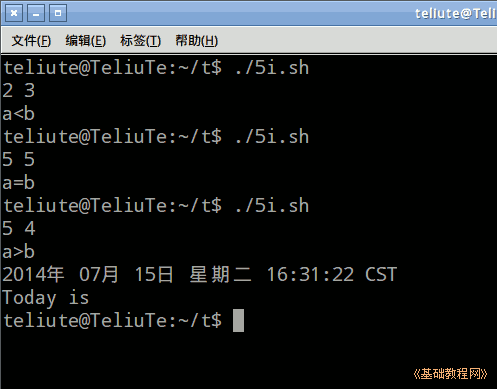 teliute@Teliu
文件(F) 编辑(E) 标签(T) 帮助(H)
teliute@TeliuTe:~/t$ ./5i.sh
2 3
a<b
teliute@TeliuTe:~/t$ ./5i.sh
5 5
a=b
teliute@TeliuTe:~/t$ ./5i.sh
5 4
a>b
2014年 07月 15日 星期二 16:31:22 CST
Today is
teliute@TeliuTe:~/t$
《基础教程网》